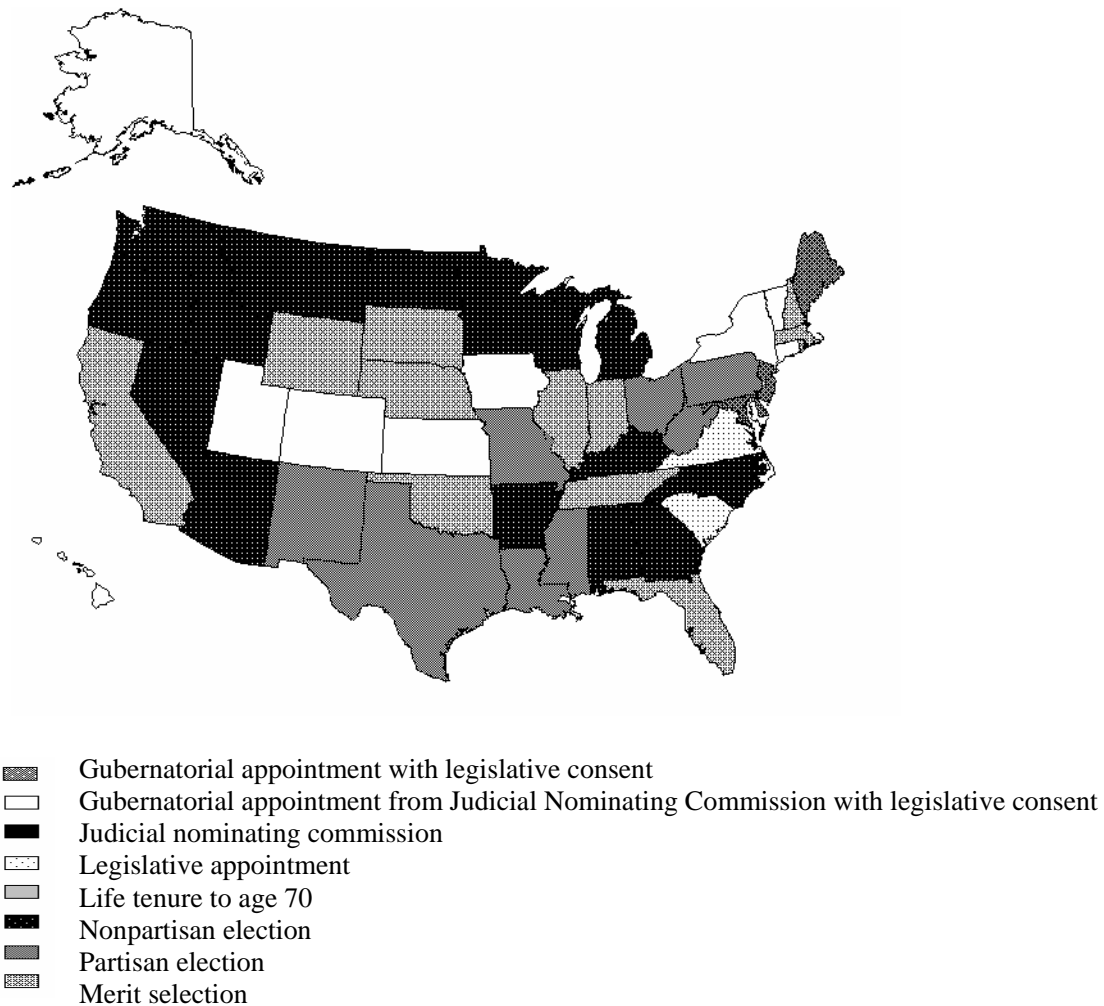 Gubernatorial appointment with legislative consent
Gubernatorial appointment from Judicial Nominating Commission with legislative consent
Judicial nominating commission
Legislative appointment
Life tenure to age 70
Nonpartisan election
Partisan election
Merit selection